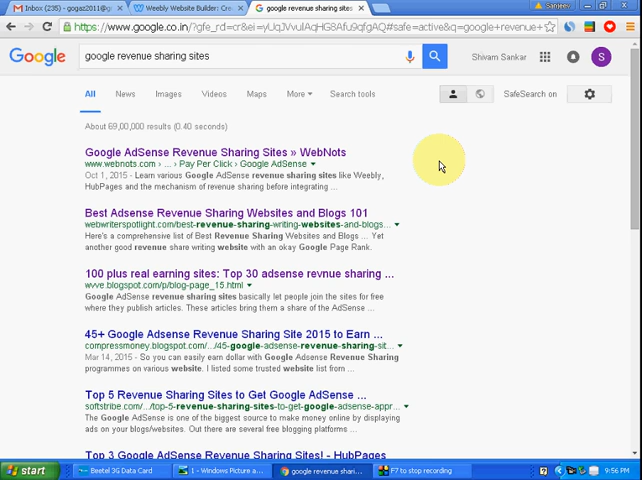 Inbox (235) - gogaz2011@g
Weebly Website Builder: Cre
google revenue sharing sites
Sanjeev
https://www.google.co.in/?gfe_rd=cr&ei=
#safe=active&q=google+revenue+
Google
google revenue sharing sites
Shivam Sankar
S
All
News
Images
Videos
Maps
More
Search tools
SafeSearch on
About 69,00,000 results (0.40 seconds)
Google AdSense Revenue Sharing Sites » WebNots
www.webnots.com › ... › Pay Per Click › Google AdSense
Oct 1, 2015 - Learn various Google AdSense revenue sharing sites like Weebly,
HubPages and the mechanism of revenue sharing before integrating ...
Best Adsense Revenue Sharing Websites and Blogs 101
webwriterspotlight.com/best-revenue-sharing-writing-websites-and-blogs...
Here's a comprehensive list of Best Revenue Sharing Websites and Blogs ... Yet
another good revenue share writing website with an okay Google Page Rank.
100 plus real earning sites: Top 30 adsense revnue sharing ...
wvve.blogspot.com/p/blog-page_15.html
Google AdSense revenue sharing sites basically let people join the sites for free
where they publish articles. These articles bring them a share of the AdSense ...
45+ Google Adsense Revenue Sharing Site 2015 to Earn ...
compressmoney.blogspot.com/.../45-google-adsense-revenue-sharing-sit...
Mar 14, 2015 - So you can easily earn dollar with Google Adsense Revenue Sharing
programmes on various website. I listed some trusted website list from ...
Top 5 Revenue Sharing Sites to Get Google AdSense ...
softstribe.com/.../top-5-revenue-sharing-sites-to-get-google-adsense-appr...
The Google AdSense is one of the biggest source to make money online by displaying
ads on your blogs/websites. Out there are several free blogging platforms ...
Top 3 Google Revenue Sharing Sites! - HubPages
start
Beetel 3G Data Card
1 - Windows Picture a...
google revenue shari...
F7 to stop recording
9:56 PM